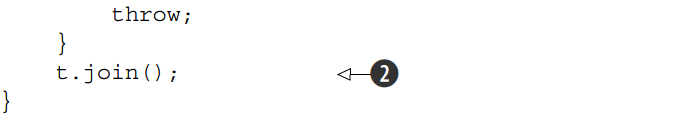 throw;
}
t.join(); 2
}